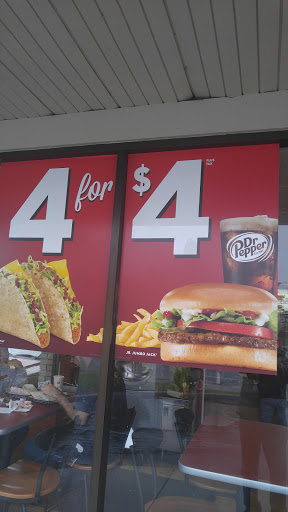 4 for $4
Dr
Pepper
JR. JUMBO JACK®